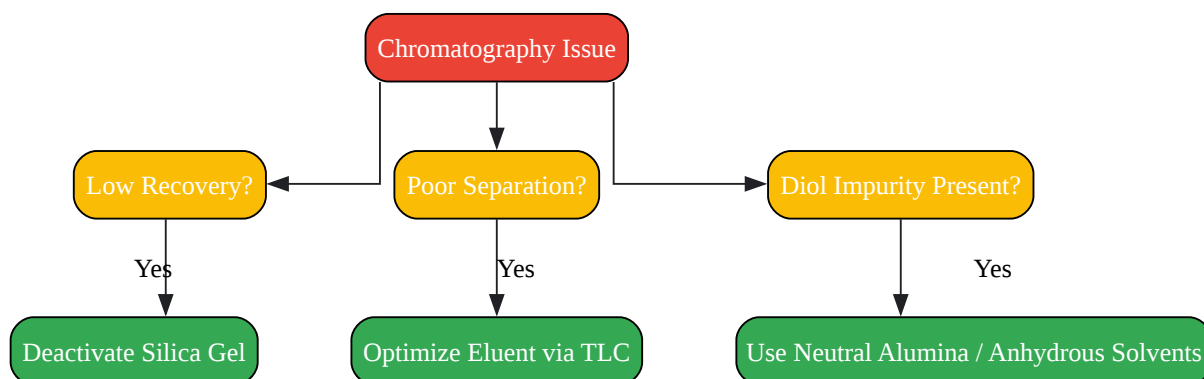 Chromatography Issue
Low Recovery?
Poor Separation?
Diol Impurity Present?
Yes
Yes
Yes
Deactivate Silica Gel
Optimize Eluent via TLC
Use Neutral Alumina / Anhydrous Solvents